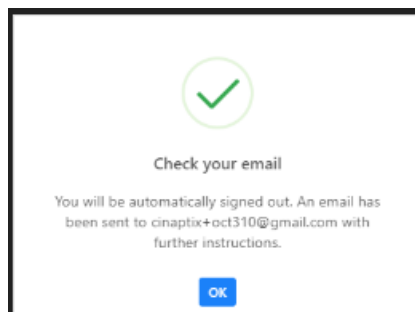 Check your email
You will be automatically signed out. An email has
been sent to cinaptix+oct310@gmail.com with
further instructions.
OK